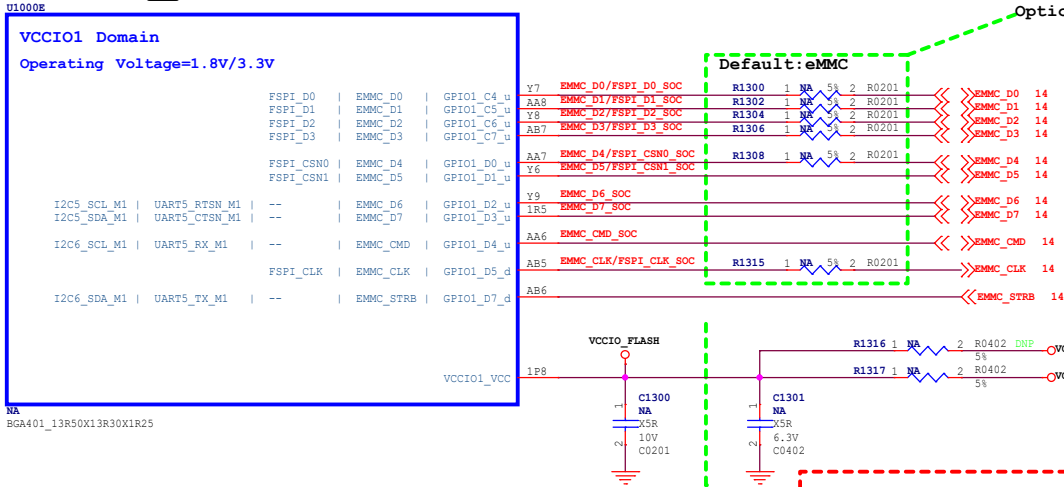 U1000E
Optio
VCCIO1 Domain
Operating Voltage=1.8V/3.3V
Default:eMMC
FSPI_D0 | EMMC_D0 | GPIO1_C4_u Y7 EMMC_D0/FSPI_D0_SOC R1300 1 NA 5% 2 R0201 EMMC_D0 14
FSPI_D1 | EMMC_D1 | GPIO1_C5_u AA8 EMMC_D1/FSPI_D1_SOC R1302 1 NA 5% 2 R0201 EMMC_D1 14
FSPI_D2 | EMMC_D2 | GPIO1_C6_u Y8 EMMC_D2/FSPI_D2_SOC R1304 1 NA 5% 2 R0201 EMMC_D2 14
FSPI_D3 | EMMC_D3 | GPIO1_C7_u AB7 EMMC_D3/FSPI_D3_SOC R1306 1 NA 5% 2 R0201 EMMC_D3 14
FSPI_CSN0 | EMMC_D4 | GPIO1_D0_u AA7 EMMC_D4/FSPI_CSN0_SOC R1308 1 NA 5% 2 R0201 EMMC_D4 14
FSPI_CSN1 | EMMC_D5 | GPIO1_D1_u Y6 EMMC_D5/FSPI_CSN1_SOC EMMC_D5 14
I2C5_SCL_M1 | UART5_RTSN_M1 | -- | EMMC_D6 | GPIO1_D2_u Y9 EMMC_D6_SOC EMMC_D6 14
I2C5_SDA_M1 | UART5_CTSN_M1 | -- | EMMC_D7 | GPIO1_D3_u 1R5 EMMC_D7_SOC EMMC_D7 14
I2C6_SCL_M1 | UART5_RX_M1 | -- | EMMC_CMD | GPIO1_D4_u AA6 EMMC_CMD_SOC EMMC_CMD 14
FSPI_CLK | EMMC_CLK | GPIO1_D5_d AB5 EMMC_CLK/FSPI_CLK_SOC R1315 1 NA 5% 2 R0201 EMMC_CLK 14
I2C6_SDA_M1 | UART5_TX_M1 | -- | EMMC_STRB | GPIO1_D7_d AB6 EMMC_STRB 14
VCCIO_FLASH R1316 1 NA 2 R0402 DNP VC
5%
VCCIO1_VCC 1P8 R1317 1 NA 2 R0402 VC
5%
C1300 C1301
1 NA 1 NA
X5R X5R
10V 6.3V
2 C0201 2 C0402
NA
BGA401_13R50X13R30X1R25